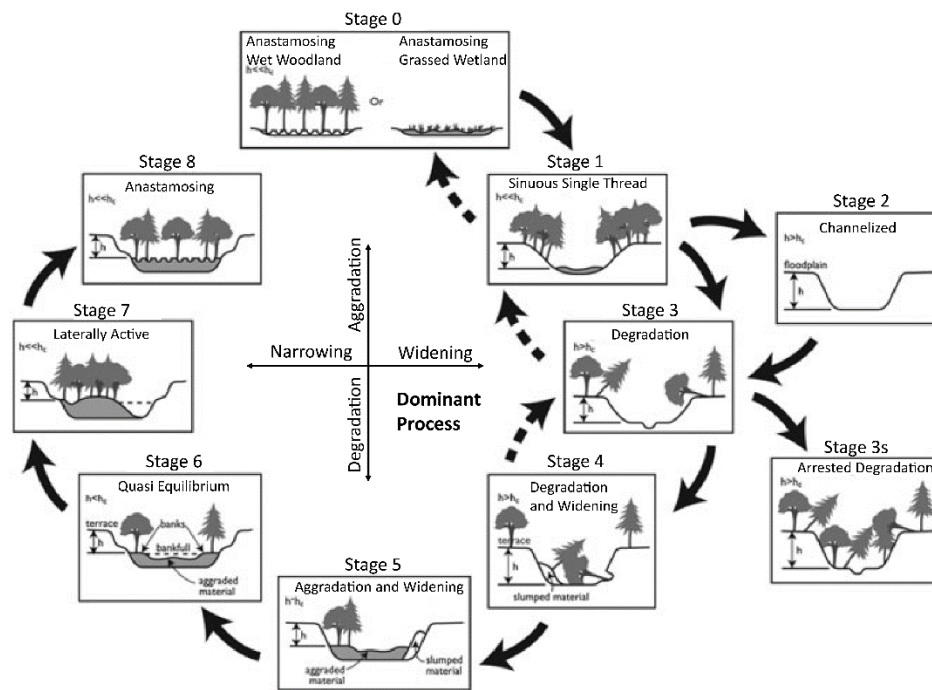 Stage 0
Anastamosing
Wet Woodland
Anastamosing
Grassed Wetland
h<<hc
Or
Stage 1
Sinuous Single Thread
h<<hc
h
Stage 2
Channelized
h>hc
floodplain
h
Stage 8
Anastamosing
h<<hc
h
Stage 7
Laterally Active
h<<hc
h
Aggradation
Narrowing
Widening
Degradation
Dominant
Process
Stage 3
Degradation
h>hc
h
Stage 3s
Arrested Degradation
h>hc
h
Stage 4
Degradation
and Widening
h>hc
terrace
h
slumped material
Stage 6
Quasi Equilibrium
h<hc
terrace
banks
h
bankfull
aggraded
material
Stage 5
Aggradation and Widening
h~hc
h
aggraded
material
slumped
material